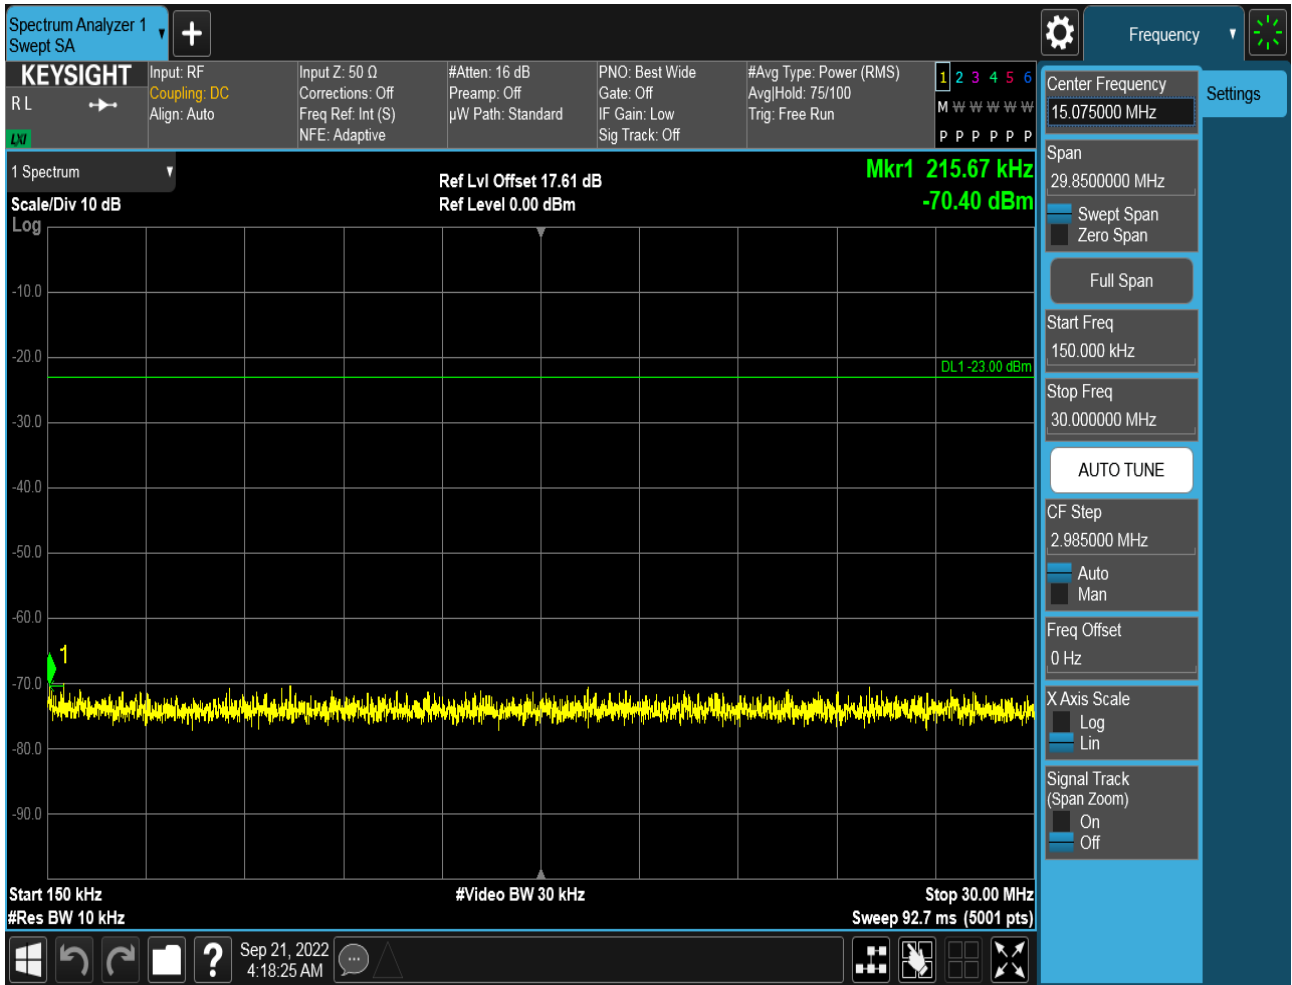 Spectrum Analyzer 1
Swept SA
Frequency
KEYSIGHT
R L
LXI
Input: RF
Coupling: DC
Align: Auto
Input Z: 50 Ω
Corrections: Off
Freq Ref: Int (S)
NFE: Adaptive
#Atten: 16 dB
Preamp: Off
µW Path: Standard
PNO: Best Wide
Gate: Off
IF Gain: Low
Sig Track: Off
#Avg Type: Power (RMS)
Avg|Hold: 75/100
Trig: Free Run
1 2 3 4 5 6
M W W W W W
P P P P P P
1 Spectrum
Scale/Div 10 dB
Log
Ref Lvl Offset 17.61 dB
Ref Level 0.00 dBm
Mkr1 215.67 kHz
-70.40 dBm
-10.0
-20.0
DL1 -23.00 dBm
-30.0
-40.0
-50.0
-60.0
1
-70.0
-80.0
-90.0
Start 150 kHz
#Video BW 30 kHz
Stop 30.00 MHz
#Res BW 10 kHz
Sweep 92.7 ms (5001 pts)
Center Frequency
15.075000 MHz
Settings
Span
29.8500000 MHz
Swept Span
Zero Span
Full Span
Start Freq
150.000 kHz
Stop Freq
30.000000 MHz
AUTO TUNE
CF Step
2.985000 MHz
Auto
Man
Freq Offset
0 Hz
X Axis Scale
Log
Lin
Signal Track
(Span Zoom)
On
Off
?
Sep 21, 2022
4:18:25 AM